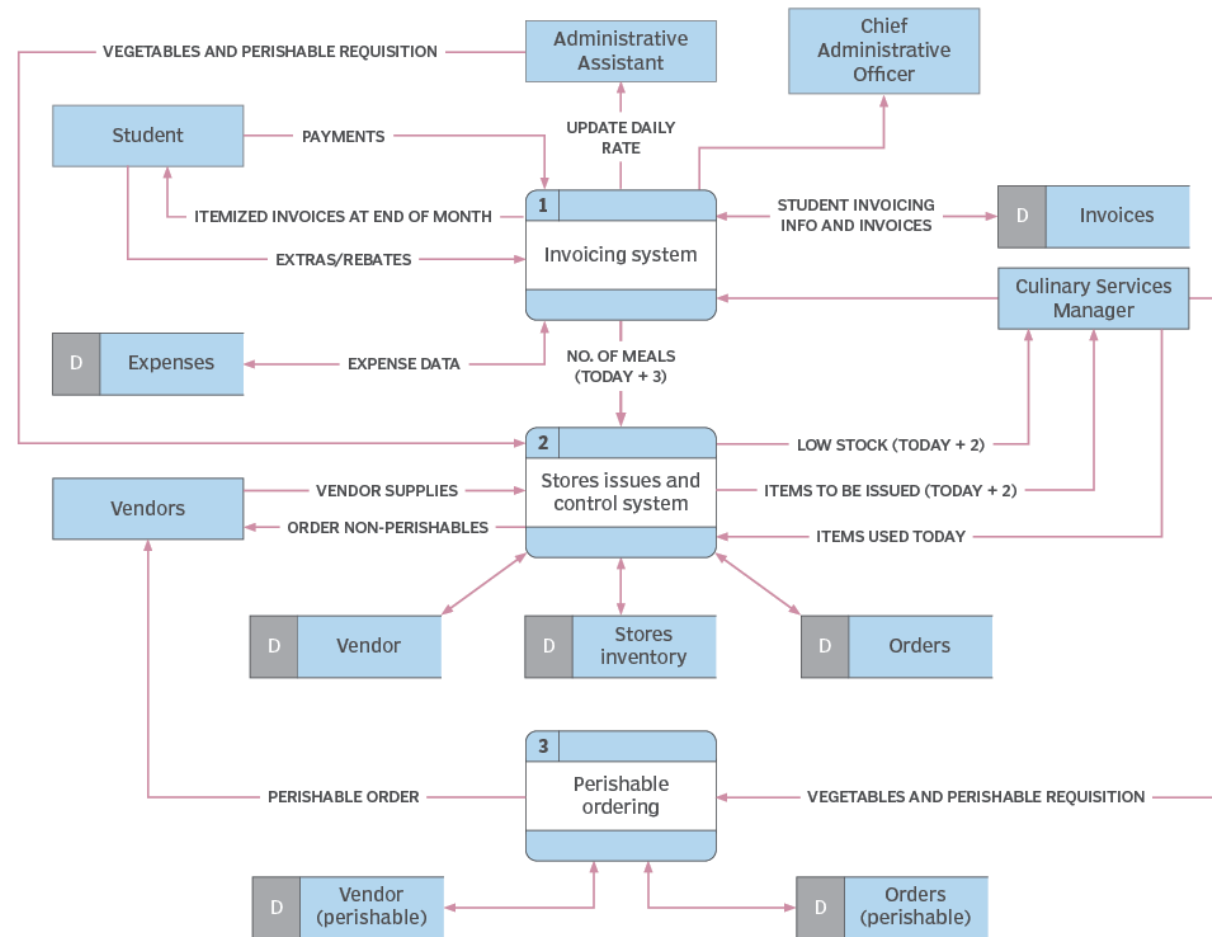 Chief
Administrative
Officer
Administrative
Assistant
VEGETABLES AND PERISHABLE REQUISITION
Student
PAYMENTS
UPDATE DAILY
RATE
1
Invoicing system
ITEMIZED INVOICES AT END OF MONTH
STUDENT INVOICING
INFO AND INVOICES
D
Invoices
EXTRAS/REBATES
Culinary Services
Manager
D
Expenses
EXPENSE DATA
NO. OF MEALS
(TODAY + 3)
2
Stores issues and
control system
LOW STOCK (TODAY + 2)
Vendors
VENDOR SUPPLIES
ITEMS TO BE ISSUED (TODAY + 2)
ORDER NON-PERISHABLES
ITEMS USED TODAY
D
Vendor
D
Stores
inventory
D
Orders
3
Perishable
ordering
PERISHABLE ORDER
VEGETABLES AND PERISHABLE REQUISITION
D
Vendor
(perishable)
D
Orders
(perishable)